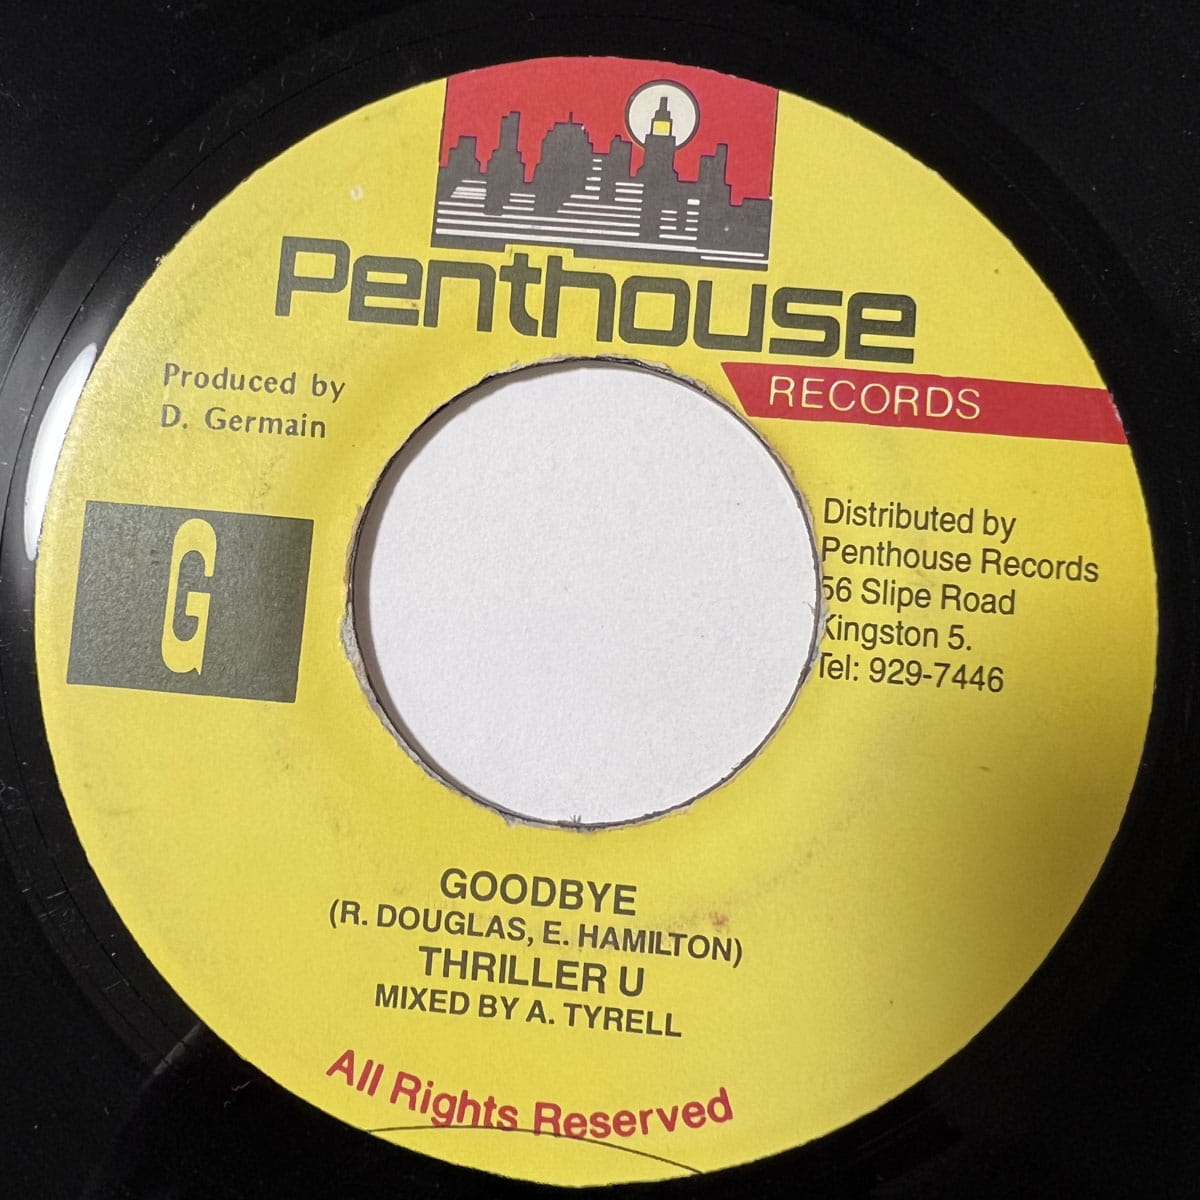 Penthouse
RECORDS
Produced by
D. Germain
G
Distributed by
Penthouse Records
56 Slipe Road
Kingston 5.
Tel: 929-7446
GOODBYE
(R. DOUGLAS, E. HAMILTON)
THRILLER U
MIXED BY A. TYRELL
All Rights Reserved